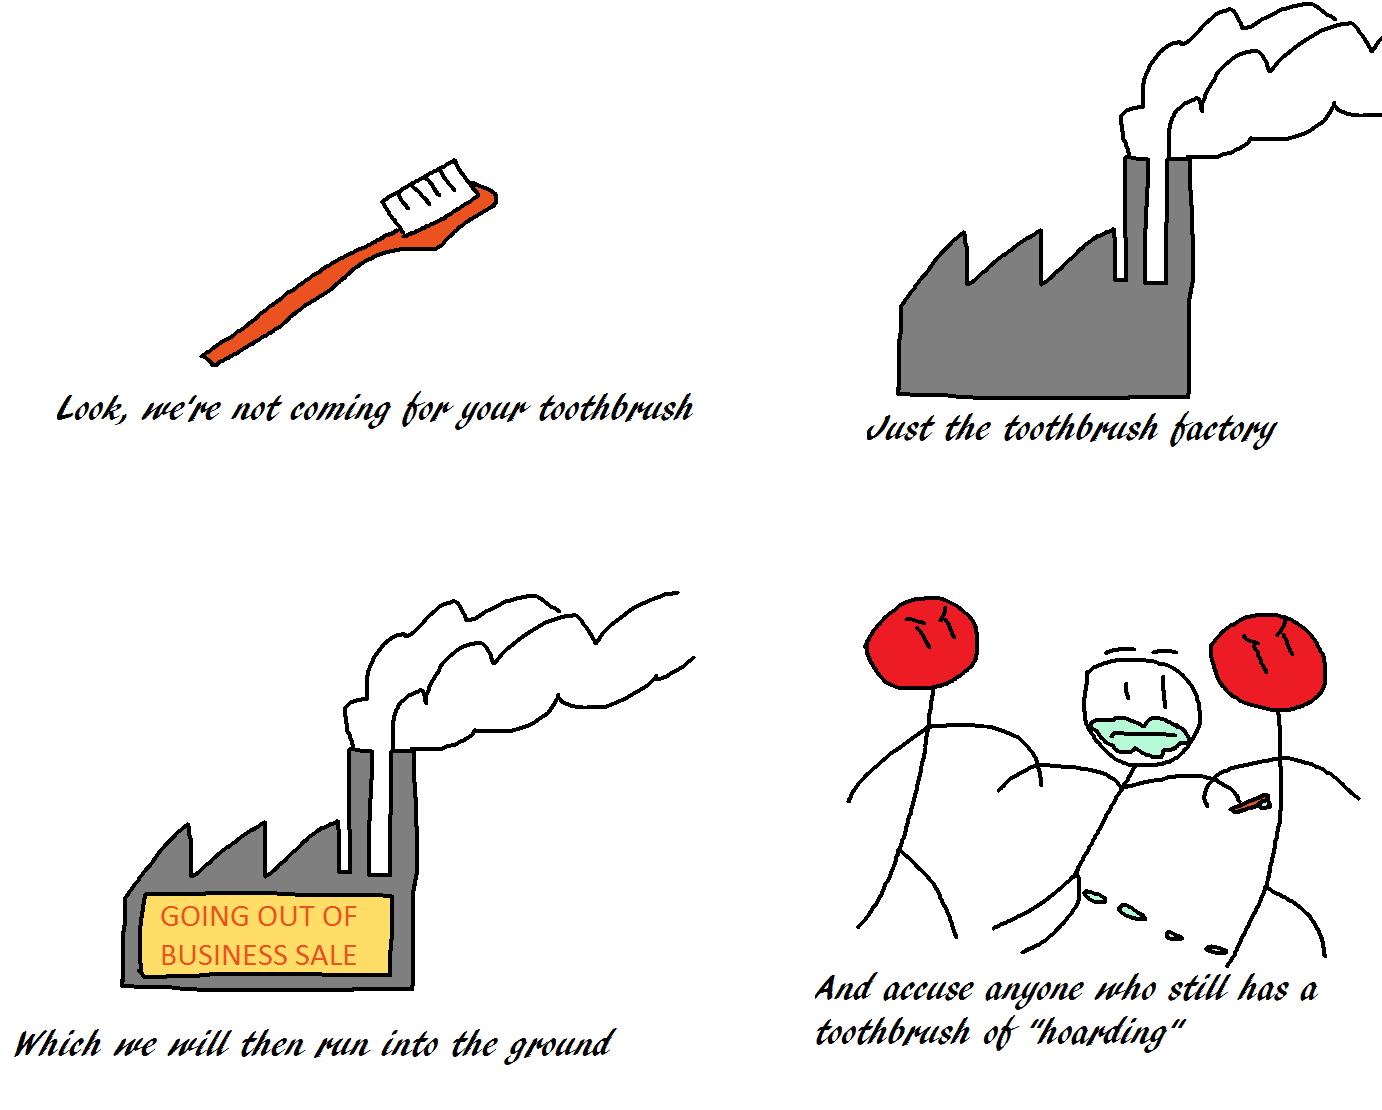 Look, we're not coming for your toothbrush
Just the toothbrush factory
GOING OUT OF
BUSINESS SALE
Which we will then run into the ground
And accuse anyone who still has a
toothbrush of "hoarding"